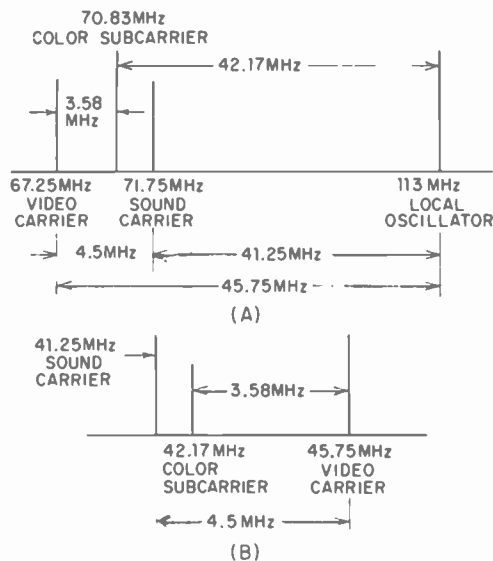 70.83MHz
COLOR SUBCARRIER
42.17MHz
3.58
MHz
67.25MHz
VIDEO
CARRIER
71.75MHz
SOUND
CARRIER
113 MHz
LOCAL
OSCILLATOR
4.5MHz
41.25MHz
45.75MHz
(A)
41.25MHz
SOUND
CARRIER
3.58MHz
42.17MHz
COLOR
SUBCARRIER
45.75MHz
VIDEO
CARRIER
4.5MHz
(B)